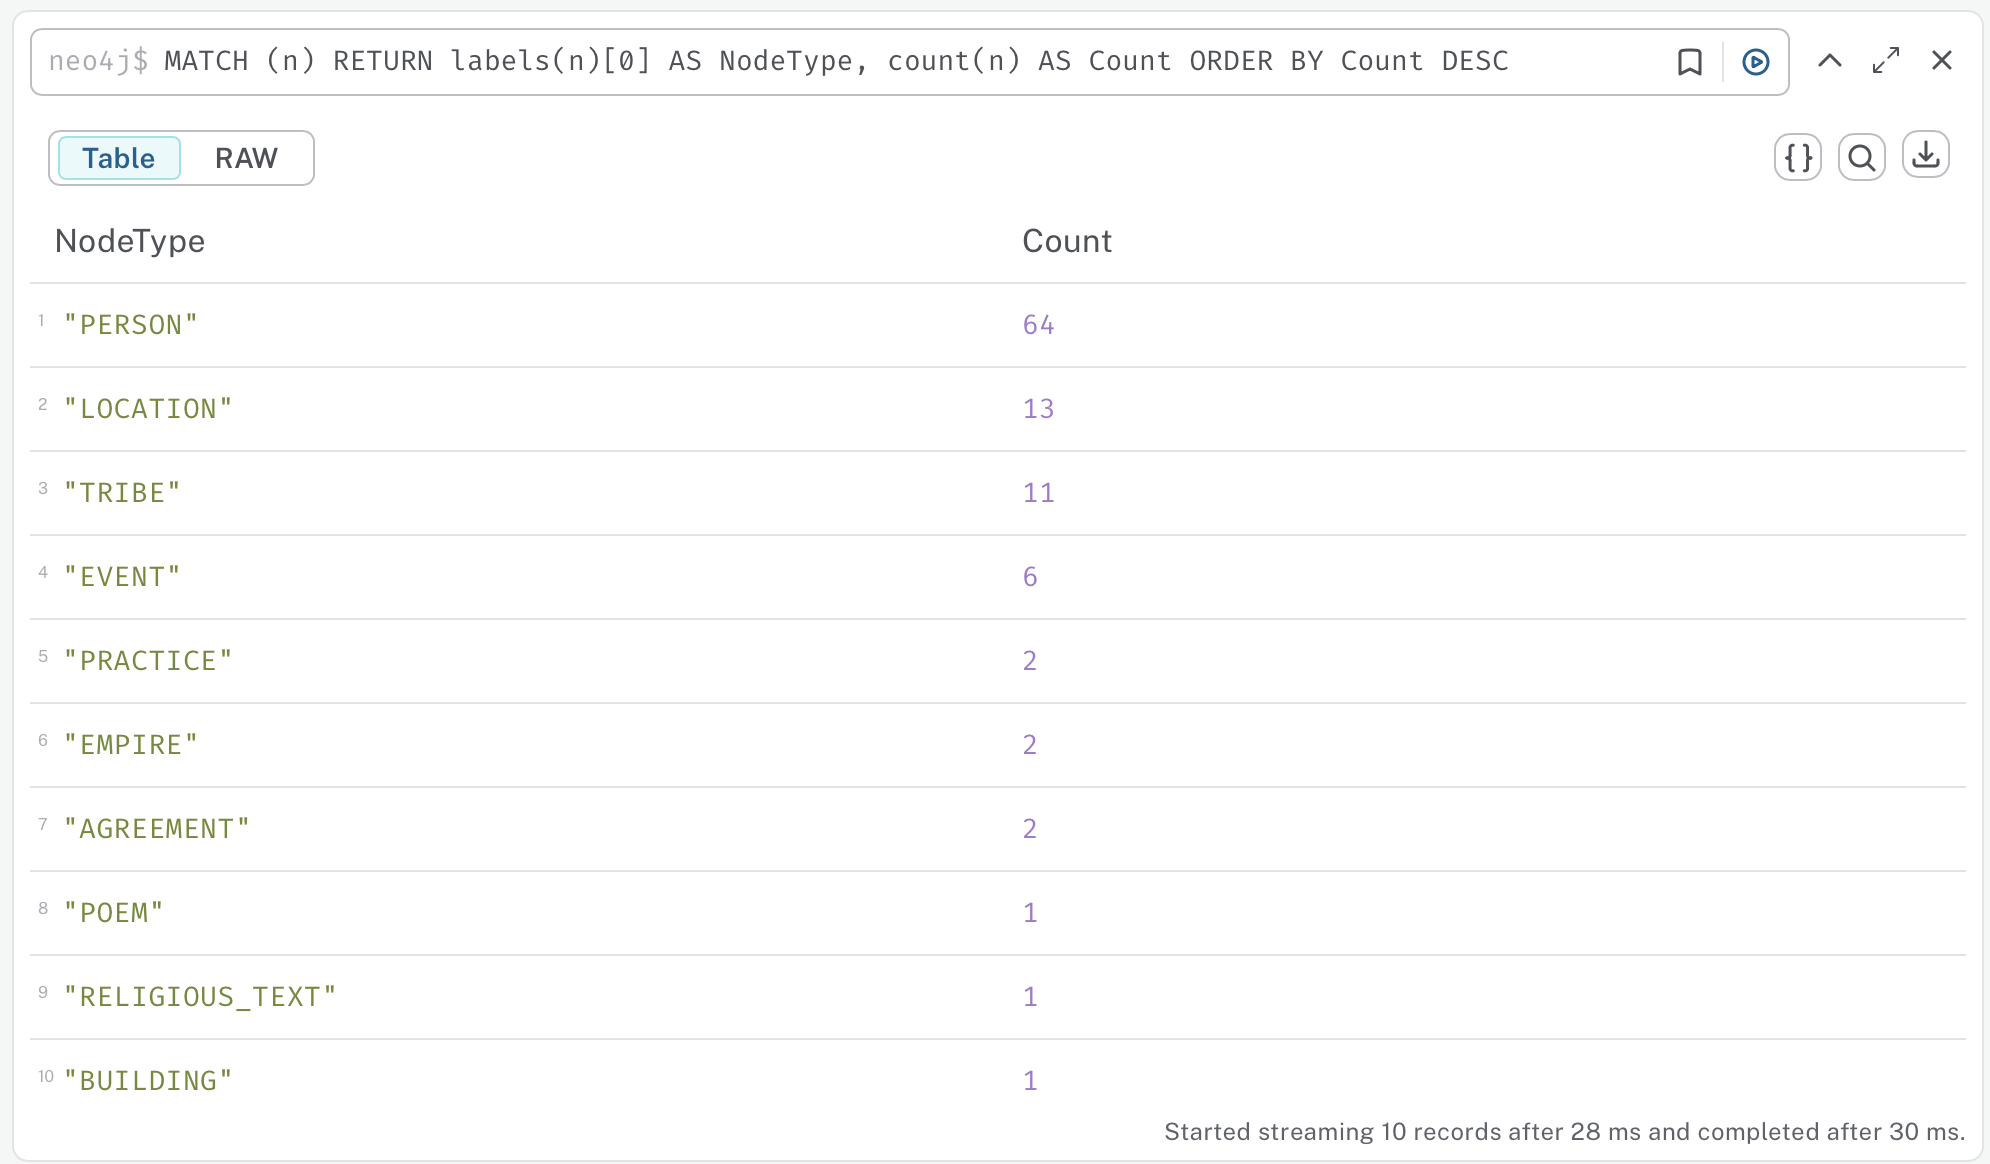 neo4j$ MATCH (n) RETURN labels(n)[0] AS NodeType, count(n) AS Count ORDER BY Count DESC
Table RAW
NodeType Count
1 "PERSON" 64
2 "LOCATION" 13
3 "TRIBE" 11
4 "EVENT" 6
5 "PRACTICE" 2
6 "EMPIRE" 2
7 "AGREEMENT" 2
8 "POEM" 1
9 "RELIGIOUS_TEXT" 1
10 "BUILDING" 1
Started streaming 10 records after 28 ms and completed after 30 ms.